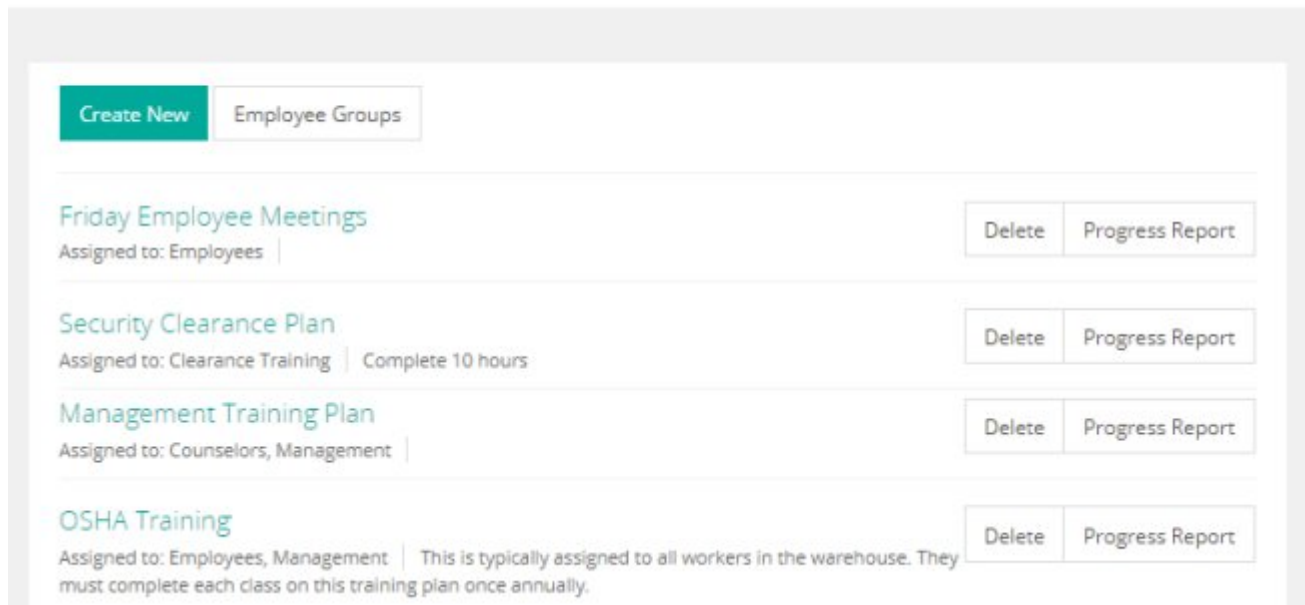 Create New Employee Groups
Friday Employee Meetings
Delete Progress Report
Assigned to: Employees
Security Clearance Plan
Delete Progress Report
Assigned to: Clearance Training Complete 10 hours
Management Training Plan
Delete Progress Report
Assigned to: Counselors, Management
OSHA Training
Delete Progress Report
Assigned to: Employees, Management This is typically assigned to all workers in the warehouse. They
must complete each class on this training plan once annually.